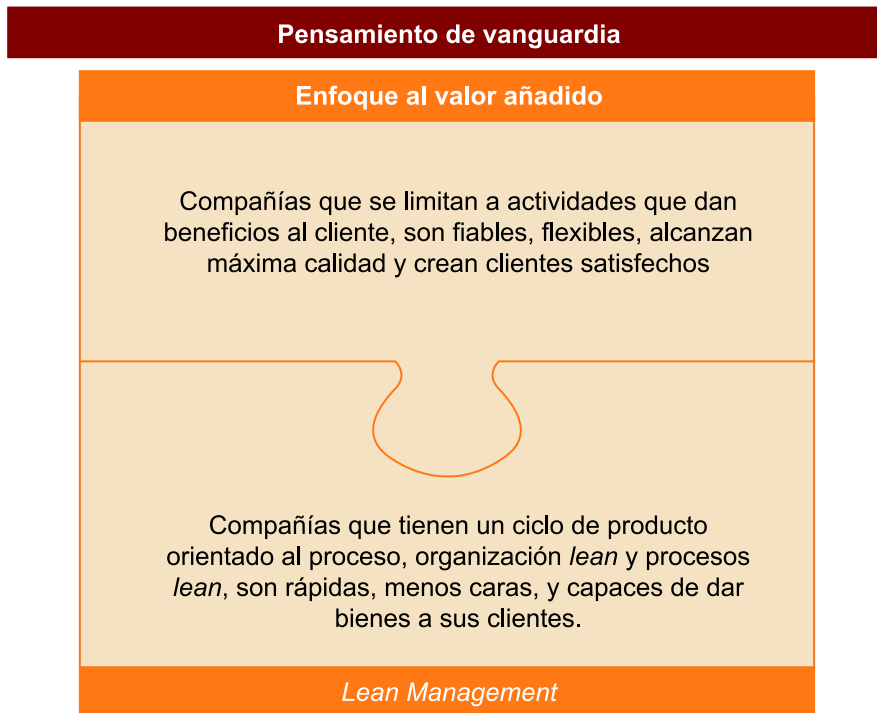 Pensamiento de vanguardia
Enfoque al valor añadido
Compañías que se limitan a actividades que dan
beneficios al cliente, son fiables, flexibles, alcanzan
máxima calidad y crean clientes satisfechos
Compañías que tienen un ciclo de producto
orientado al proceso, organización lean y procesos
lean, son rápidas, menos caras, y capaces de dar
bienes a sus clientes.
Lean Management